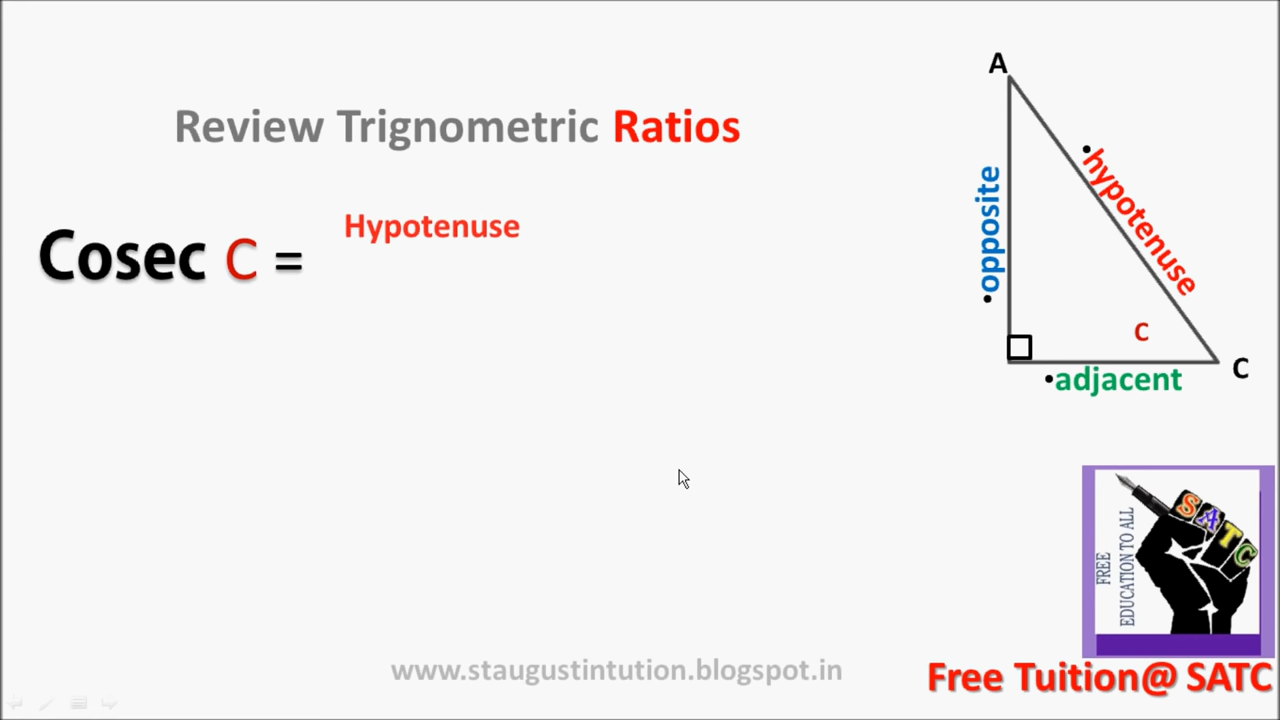 A
Review Trignometric Ratios
•hypotenuse
•opposite
Hypotenuse
Cosec C =
C
C
•adjacent
SATC
FREE
EDUCATION TO ALL
www.staugustintution.blogspot.in
Free Tuition@ SATC